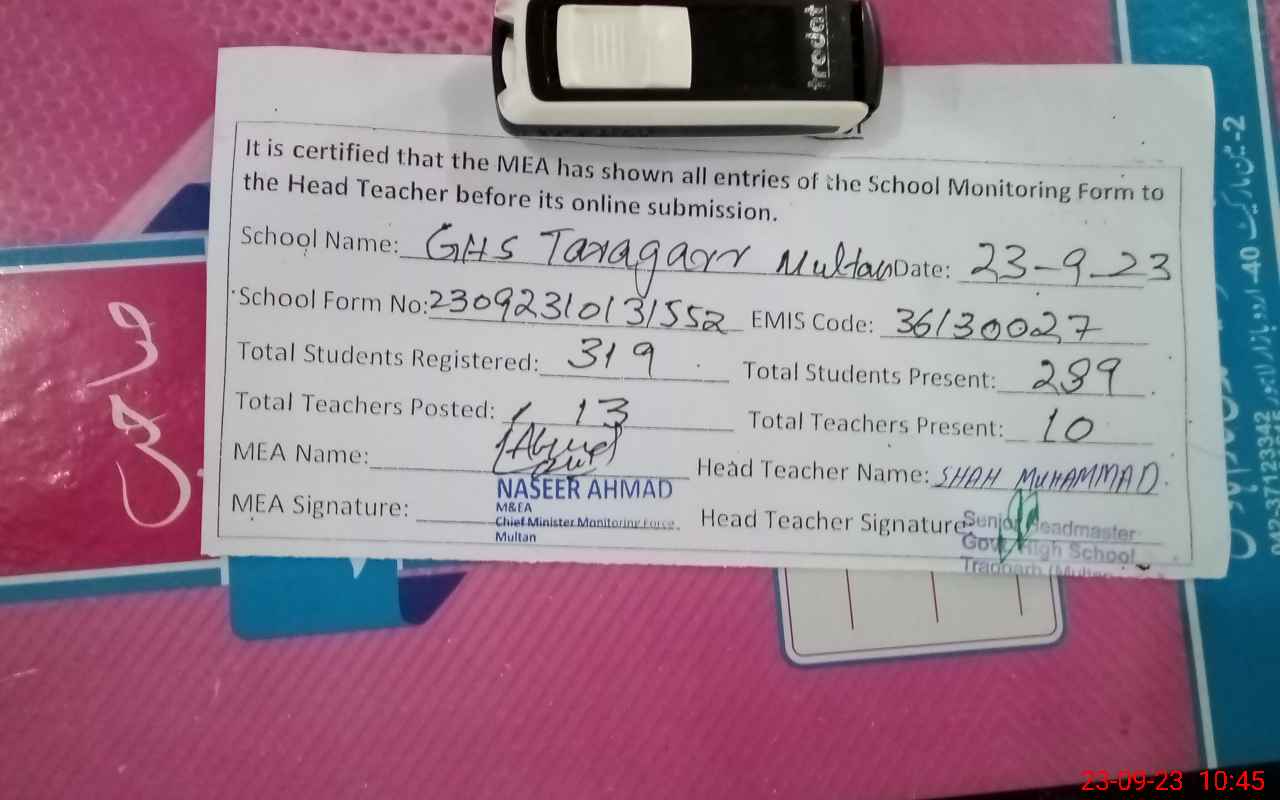 trodat
It is certified that the MEA has shown all entries of the School Monitoring Form to
the Head Teacher before its online submission.
School Name: GHS Taragarr Multan Date: 23-9-23
School Form No: 23092310131552 EMIS Code: 36130027
Total Students Registered: 319 Total Students Present: 289
Total Teachers Posted: 13 Total Teachers Present: 10
MEA Name: Head Teacher Name: SHAH MUHAMMAD.
NASEER AHMAD
M&EA
MEA Signature: Chief Minister Monitoring Force Head Teacher Signature:
Multan
Senior Headmaster
Govt. High School
042-37123342
23-09-23 10:45